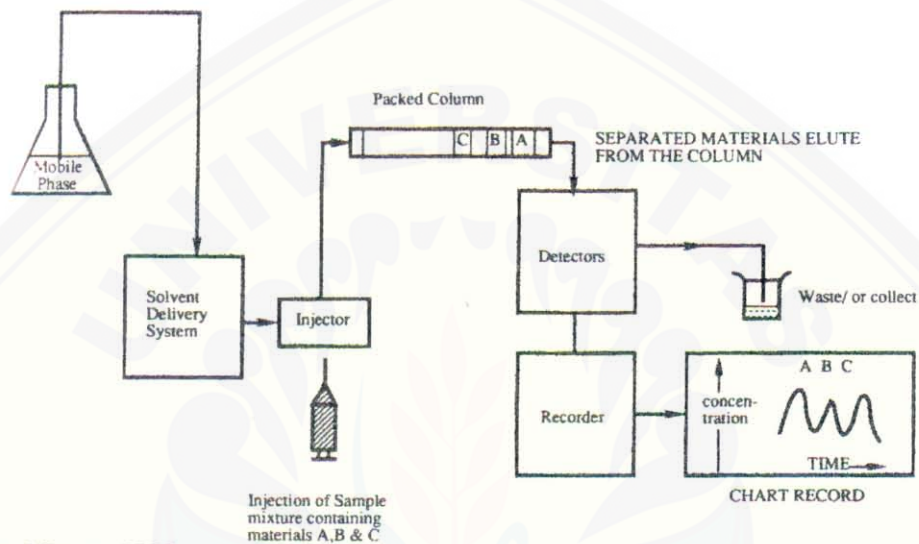 Packed Column
C B A
SEPARATED MATERIALS ELUTE
FROM THE COLUMN
Mobile
Phase
Detectors
Solvent
Delivery
System
Injector
Waste/ or collect
A B C
concen-
tration
Recorder
TIME
CHART RECORD
Injection of Sample
mixture containing
materials A,B & C
UNIVERSITAS